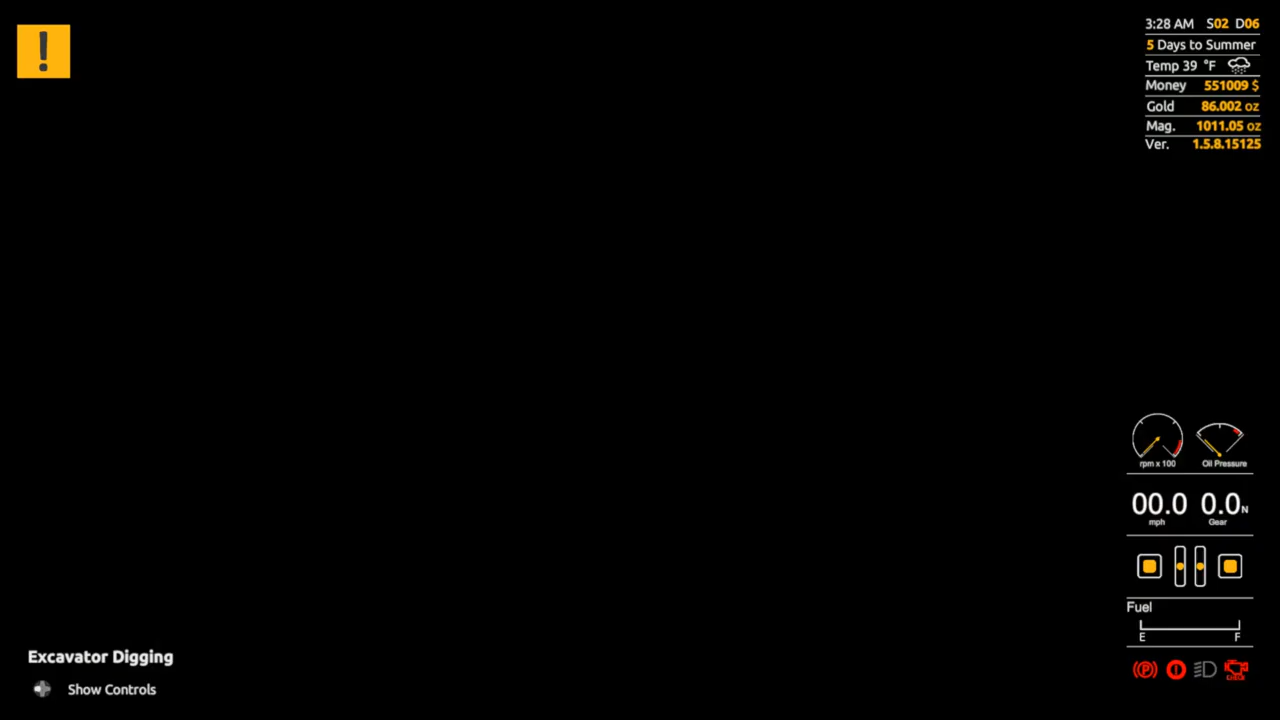 !
3:28 AM S02 D06
5 Days to Summer
Temp 39 °F
Money 551009 $
Gold 86.002 oz
Mag. 1011.05 oz
Ver. 1.5.8.15125
rpm x 100 Oil Pressure
00.0 0.0 N
mph Gear
Fuel
E F
Excavator Digging
Show Controls